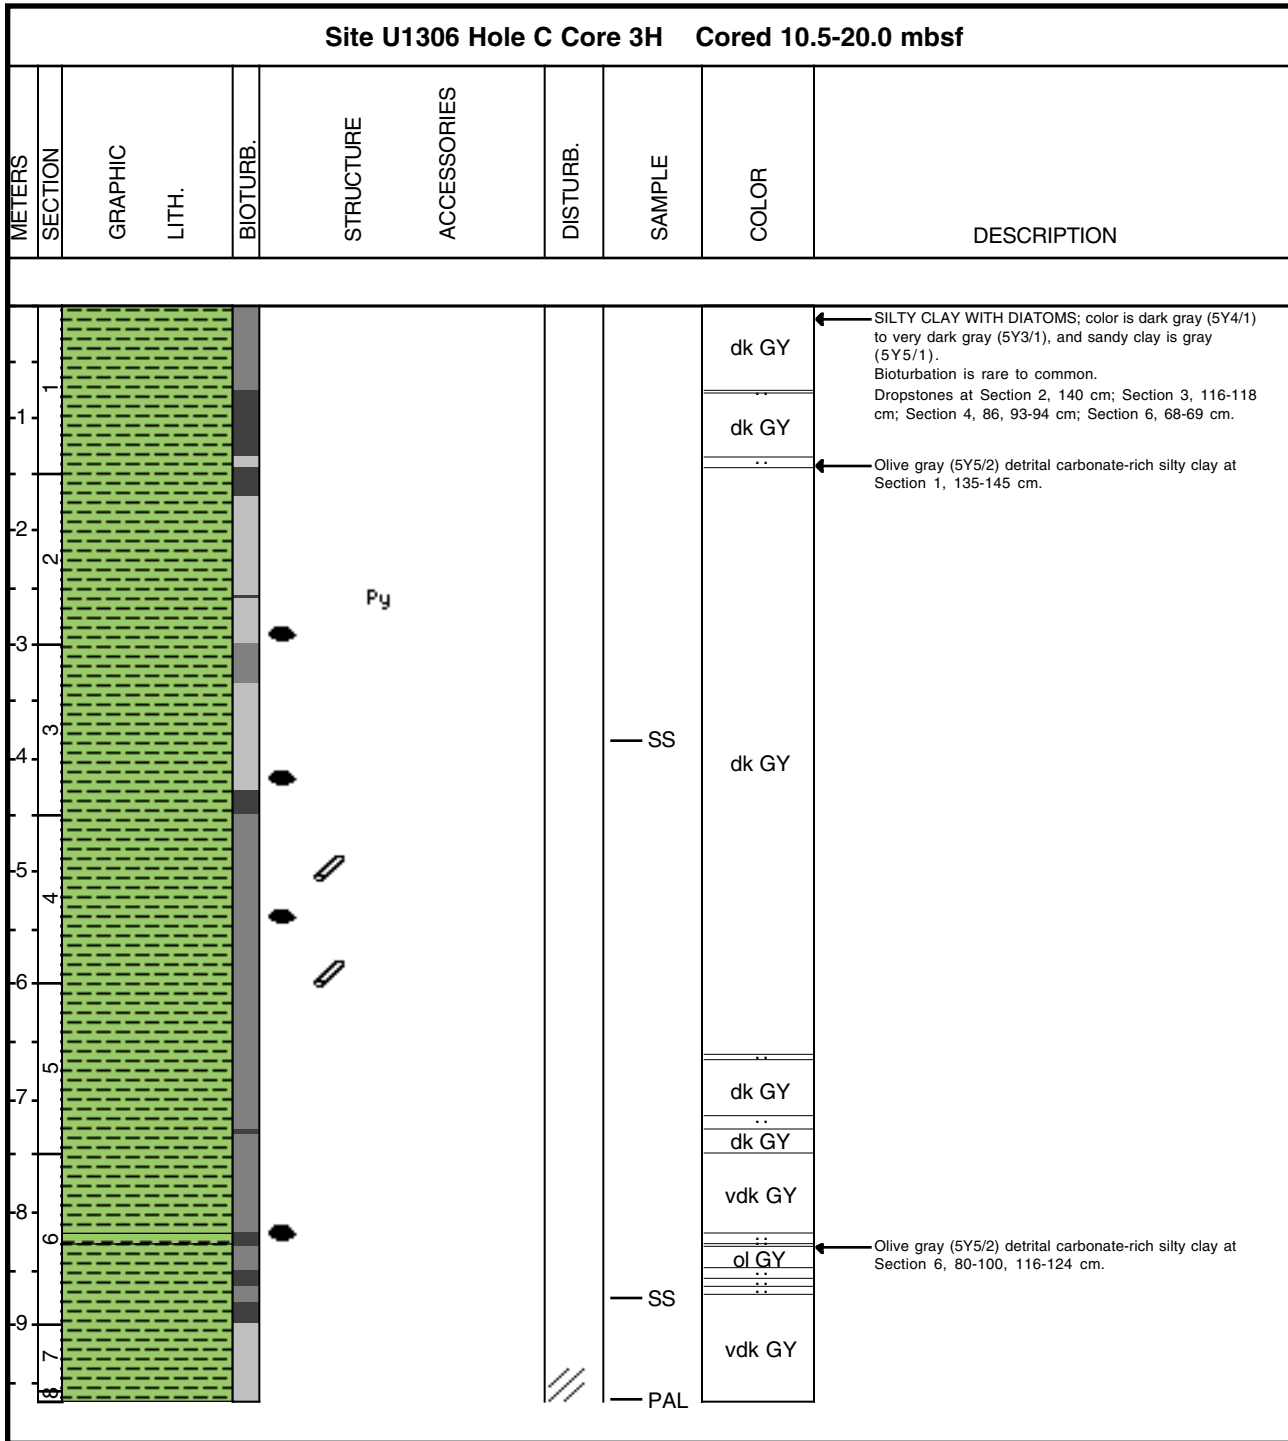 Site U1306 Hole C Core 3H Cored 10.5-20.0 mbsf
METERS
SECTION
GRAPHIC
LITH.
BIOTURB.
STRUCTURE
ACCESSORIES
DISTURB.
SAMPLE
COLOR
DESCRIPTION
1
2
3
4
5
6
7
8
9
1
2
3
4
5
6
7
8
Py
SS
SS
PAL
dk GY
dk GY
dk GY
dk GY
dk GY
vdk GY
ol GY
vdk GY
SILTY CLAY WITH DIATOMS; color is dark gray (5Y4/1)
to very dark gray (5Y3/1), and sandy clay is gray
(5Y5/1).
Bioturbation is rare to common.
Dropstones at Section 2, 140 cm; Section 3, 116-118
cm; Section 4, 86, 93-94 cm; Section 6, 68-69 cm.
Olive gray (5Y5/2) detrital carbonate-rich silty clay at
Section 1, 135-145 cm.
Olive gray (5Y5/2) detrital carbonate-rich silty clay at
Section 6, 80-100, 116-124 cm.